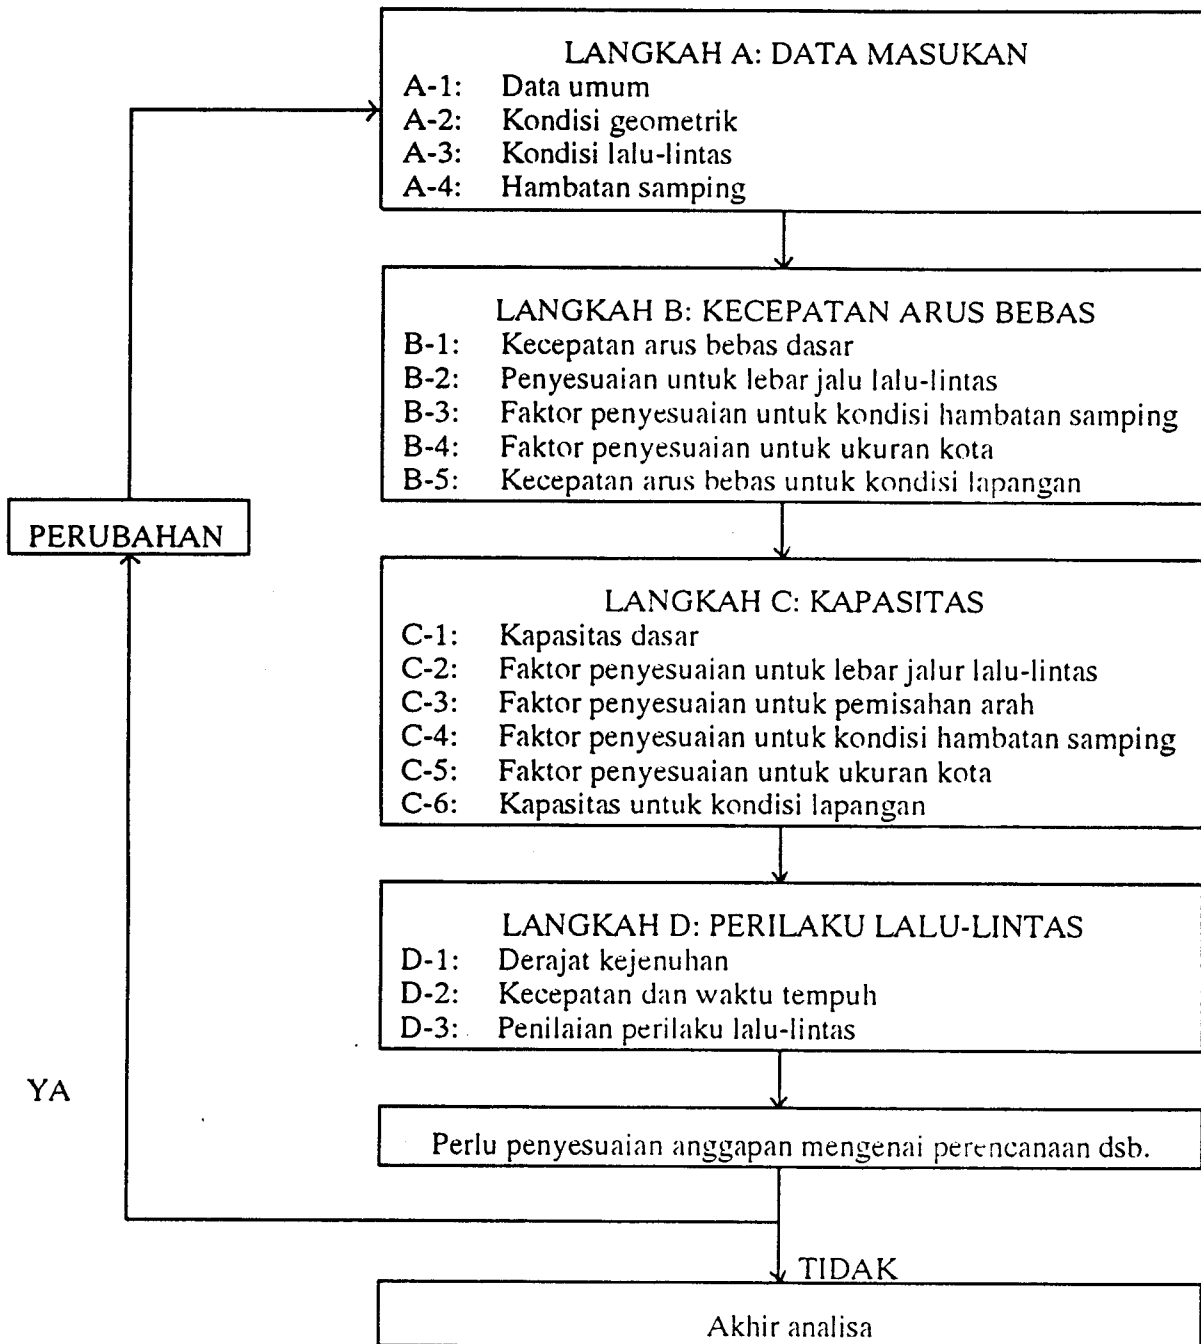 LANGKAH A: DATA MASUKAN
A-1: Data umum
A-2: Kondisi geometrik
A-3: Kondisi lalu-lintas
A-4: Hambatan samping
LANGKAH B: KECEPATAN ARUS BEBAS
B-1: Kecepatan arus bebas dasar
B-2: Penyesuaian untuk lebar jalu lalu-lintas
B-3: Faktor penyesuaian untuk kondisi hambatan samping
B-4: Faktor penyesuaian untuk ukuran kota
B-5: Kecepatan arus bebas untuk kondisi lapangan
PERUBAHAN
LANGKAH C: KAPASITAS
C-1: Kapasitas dasar
C-2: Faktor penyesuaian untuk lebar jalur lalu-lintas
C-3: Faktor penyesuaian untuk pemisahan arah
C-4: Faktor penyesuaian untuk kondisi hambatan samping
C-5: Faktor penyesuaian untuk ukuran kota
C-6: Kapasitas untuk kondisi lapangan
LANGKAH D: PERILAKU LALU-LINTAS
D-1: Derajat kejenuhan
D-2: Kecepatan dan waktu tempuh
D-3: Penilaian perilaku lalu-lintas
YA
Perlu penyesuaian anggapan mengenai perencanaan dsb.
TIDAK
Akhir analisa